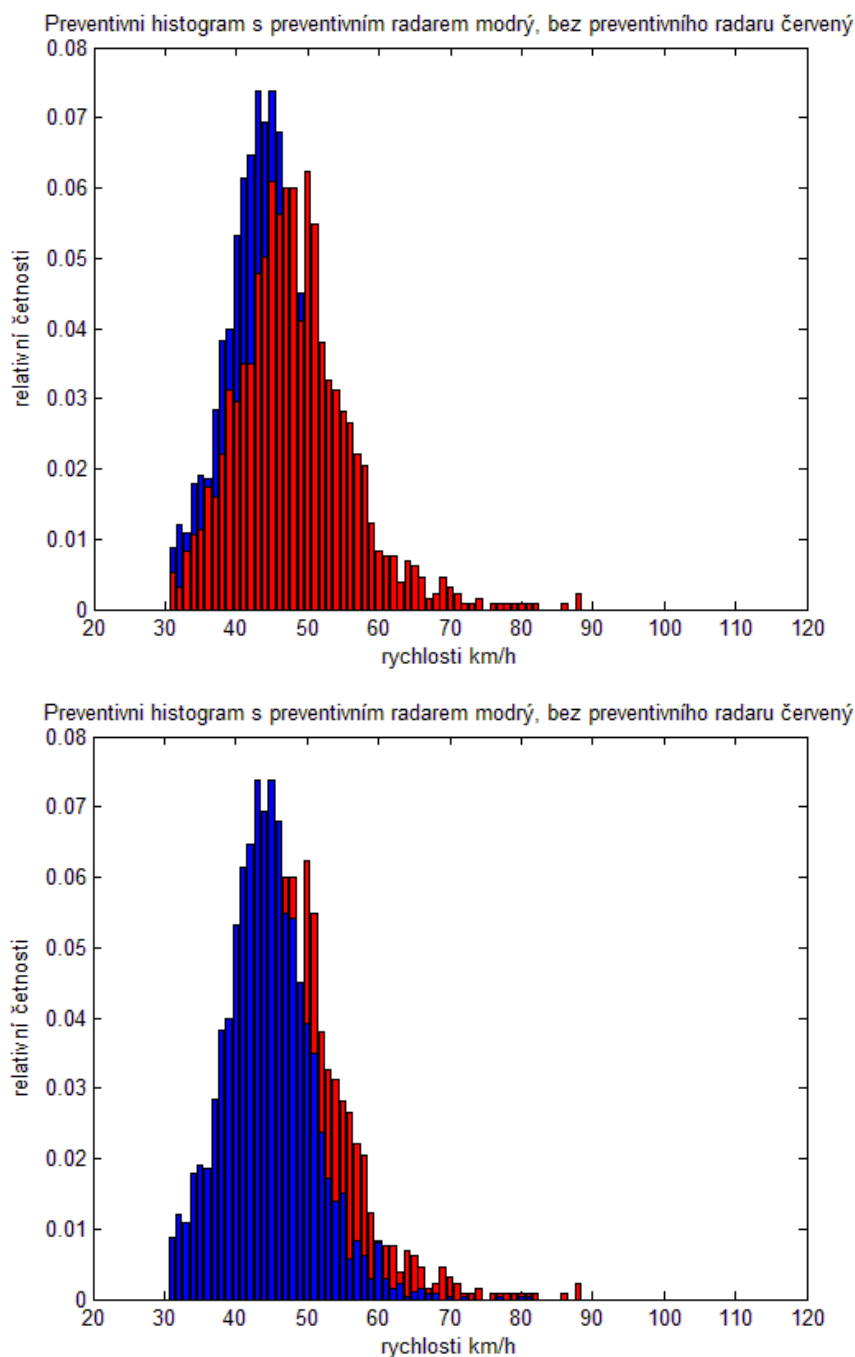 Preventivni histogram s preventivním radarem modrý, bez preventivního radaru červený
0.08
0.07
0.06
0.05
0.04
0.03
0.02
0.01
0
relativní četnosti
20 30 40 50 60 70 80 90 100 110 120
rychlosti km/h
Preventivni histogram s preventivním radarem modrý, bez preventivního radaru červený
0.08
0.07
0.06
0.05
0.04
0.03
0.02
0.01
0
relativní četnosti
20 30 40 50 60 70 80 90 100 110 120
rychlosti km/h